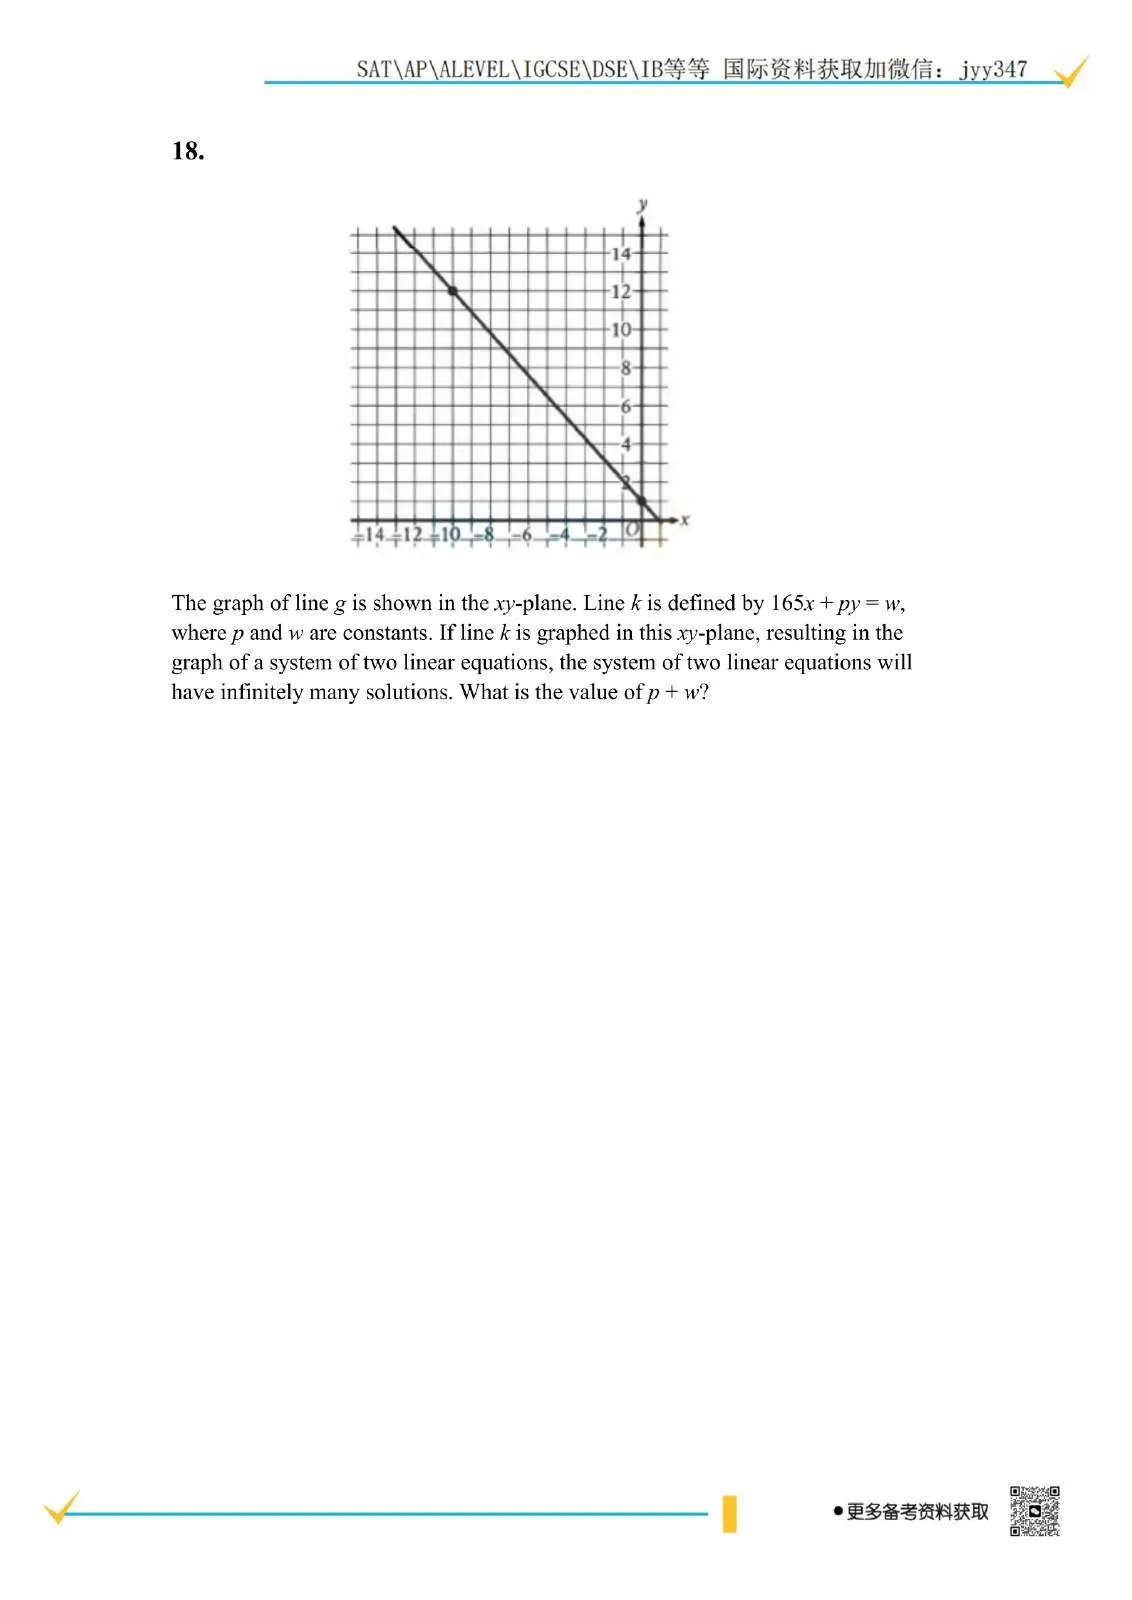 SAT\AP\ALEVEL\IGCSE\DSE\IB等等 国际资料获取加微信：jyy347
18.
y
14
12
10
8
6
4
2
-14 -12 -10 -8 -6 -4 -2 O x
The graph of line g is shown in the xy-plane. Line k is defined by 165x + py = w,
where p and w are constants. If line k is graphed in this xy-plane, resulting in the
graph of a system of two linear equations, the system of two linear equations will
have infinitely many solutions. What is the value of p + w?
●更多备考资料获取